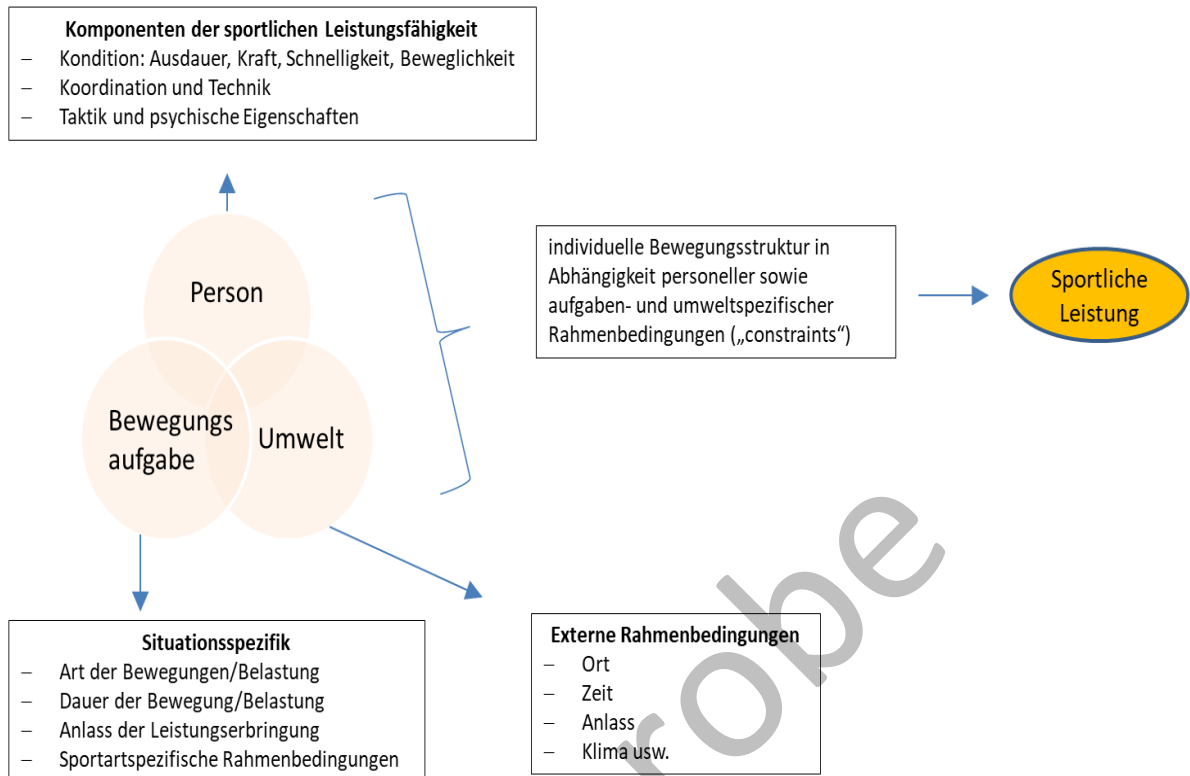 Komponenten der sportlichen Leistungsfähigkeit
– Kondition: Ausdauer, Kraft, Schnelligkeit, Beweglichkeit
– Koordination und Technik
– Taktik und psychische Eigenschaften
Person
Bewegungs
aufgabe
Umwelt
individuelle Bewegungsstruktur in
Abhängigkeit personeller sowie
aufgaben- und umweltspezifischer
Rahmenbedingungen („constraints“)
Sportliche
Leistung
Situationsspezifik
– Art der Bewegungen/Belastung
– Dauer der Bewegung/Belastung
– Anlass der Leistungserbringung
– Sportartspezifische Rahmenbedingungen
Externe Rahmenbedingungen
– Ort
– Zeit
– Anlass
– Klima usw.
robe